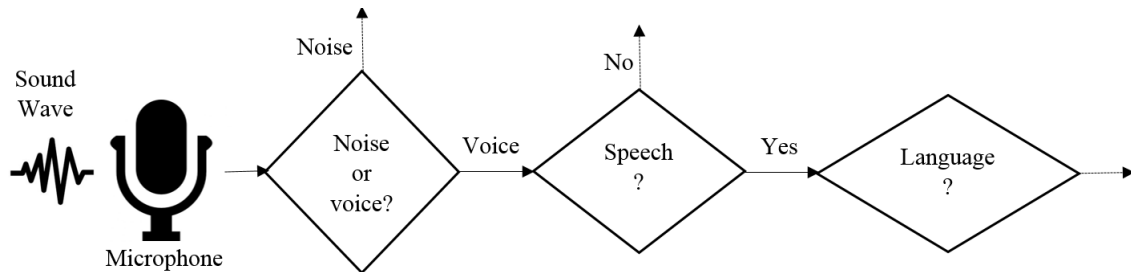 Sound
Wave
Microphone
Noise
Noise
or
voice?
Voice
No
Speech
?
Yes
Language
?